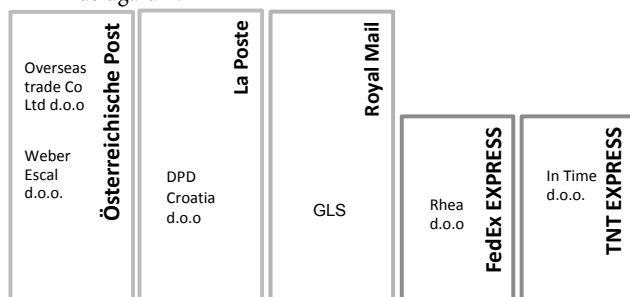 Overseas
trade Co
Ltd d.o.o
Weber
Escal
d.o.o.
Österreichische Post
DPD
Croatia
d.o.o
La Poste
GLS
Royal Mail
Rhea
d.o.o
FedEx EXPRESS
In Time
d.o.o.
TNT EXPRESS